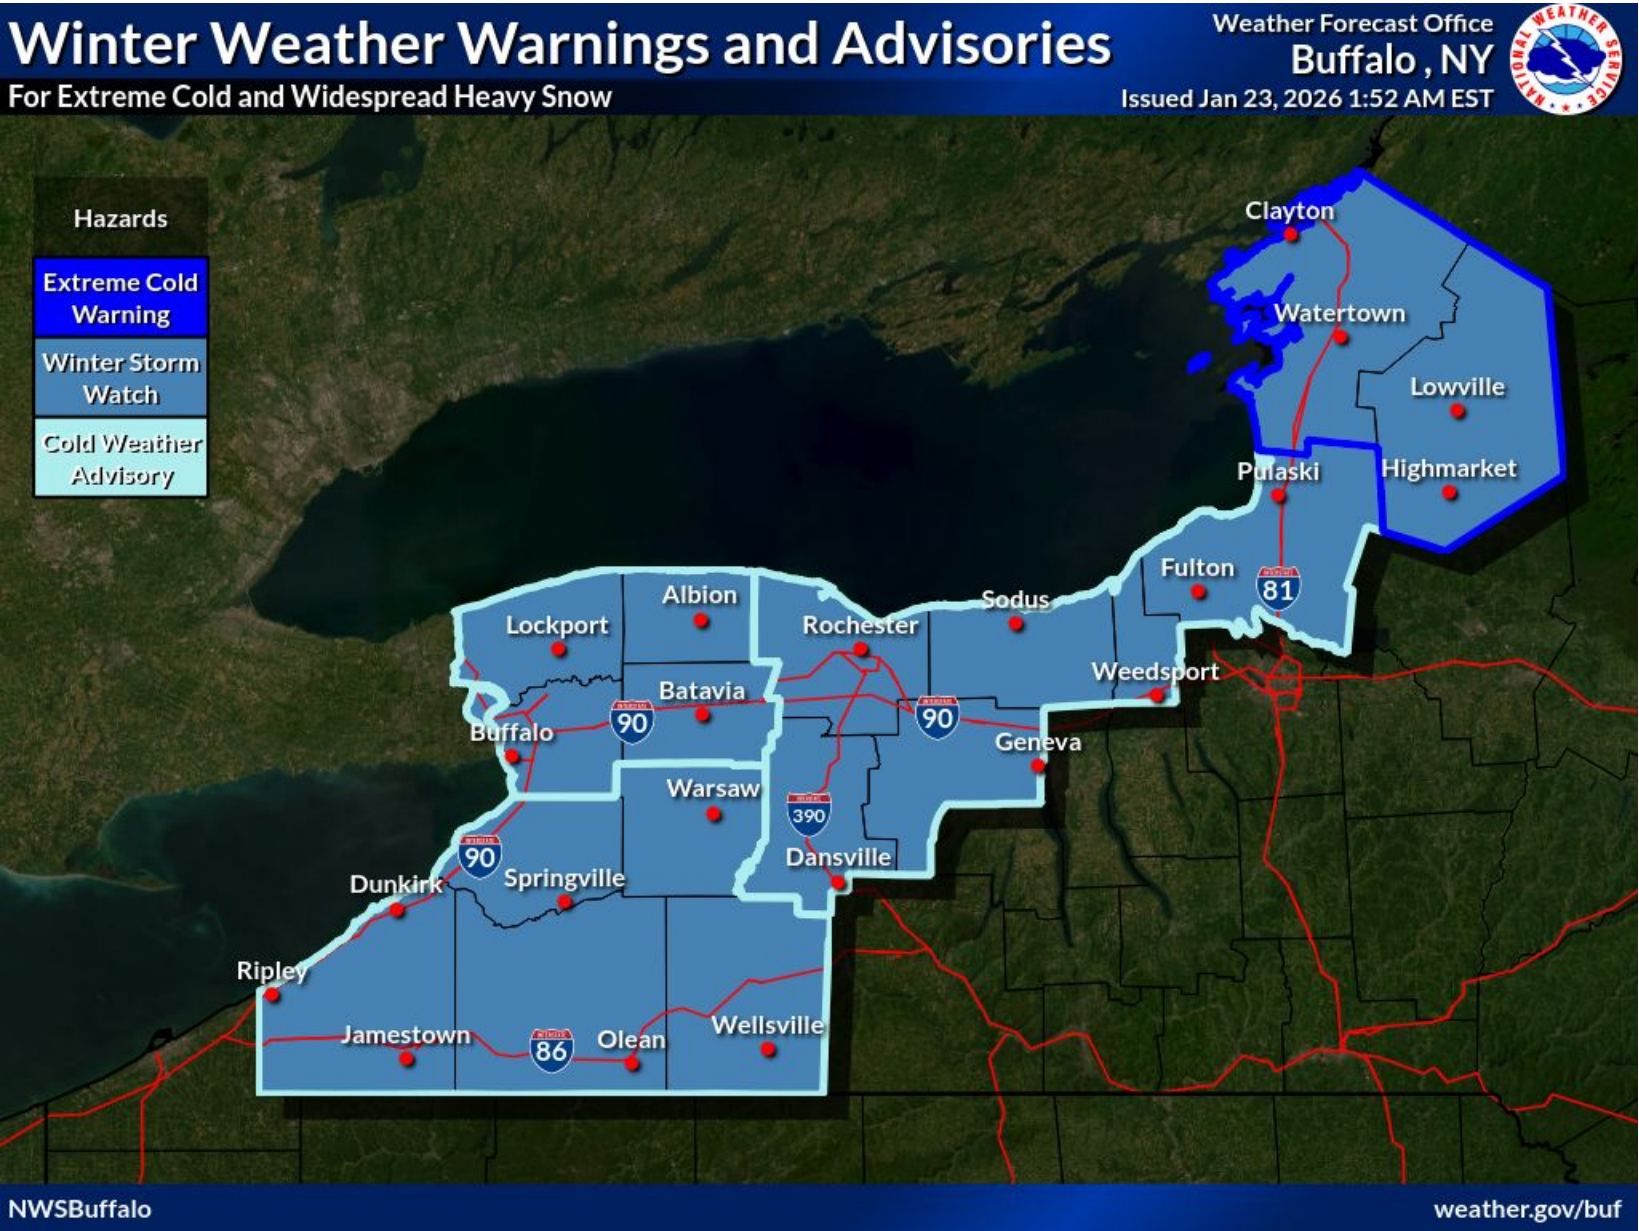 Winter Weather Warnings and Advisories
For Extreme Cold and Widespread Heavy Snow
Weather Forecast Office
Buffalo , NY
Issued Jan 23, 2026 1:52 AM EST
NATIONAL WEATHER SERVICE
Hazards
Extreme Cold
Warning
Winter Storm
Watch
Cold Weather
Advisory
Clayton
Watertown
Lowville
Highmarket
Pulaski
Fulton
81
Sodus
Albion
Lockport
Rochester
Weedsport
Batavia
90
90
Buffalo
Geneva
Warsaw
390
90
Dansville
Springville
Dunkirk
Ripley
Jamestown
86
Olean
Wellsville
NWSBuffalo
weather.gov/buf